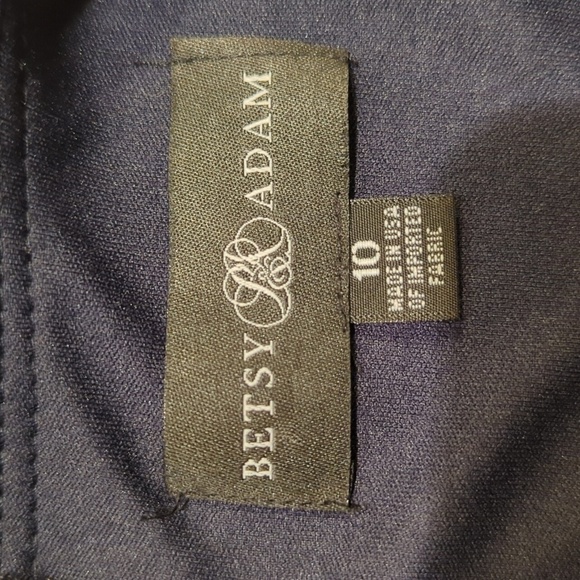 BETSY ADAM
10
MADE IN USA
OF IMPORTED
FABRIC